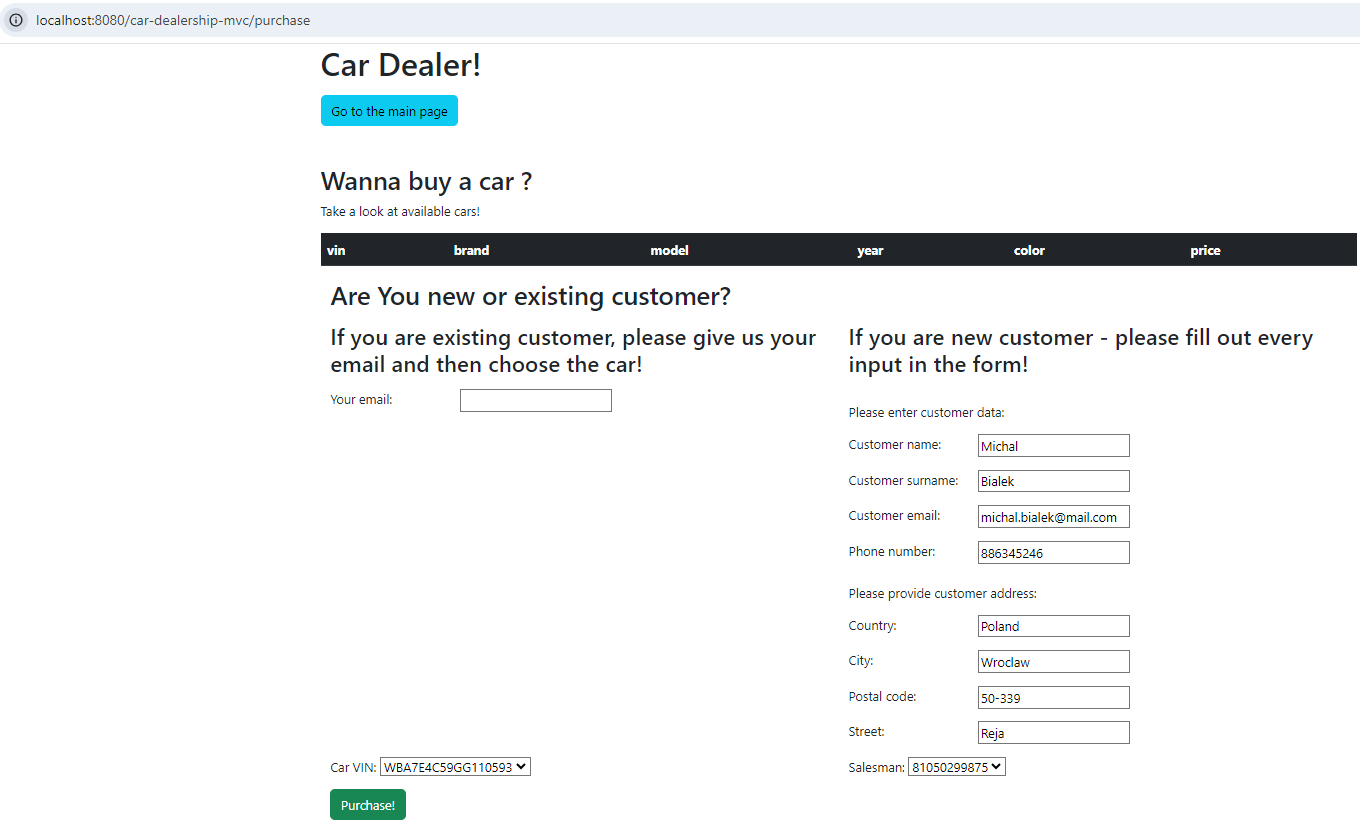 localhost:8080/car-dealership-mvc/purchase
Car Dealer!
Go to the main page
Wanna buy a car ?
Take a look at available cars!
vin brand model year color price
Are You new or existing customer?
If you are existing customer, please give us your
email and then choose the car!
Your email:
If you are new customer - please fill out every
input in the form!
Please enter customer data:
Customer name: Michal
Customer surname: Bialek
Customer email: michal.bialek@mail.com
Phone number: 886345246
Please provide customer address:
Country: Poland
City: Wroclaw
Postal code: 50-339
Street: Reja
Car VIN: WBA7E4C59GG110593
Salesman: 81050299875
Purchase!